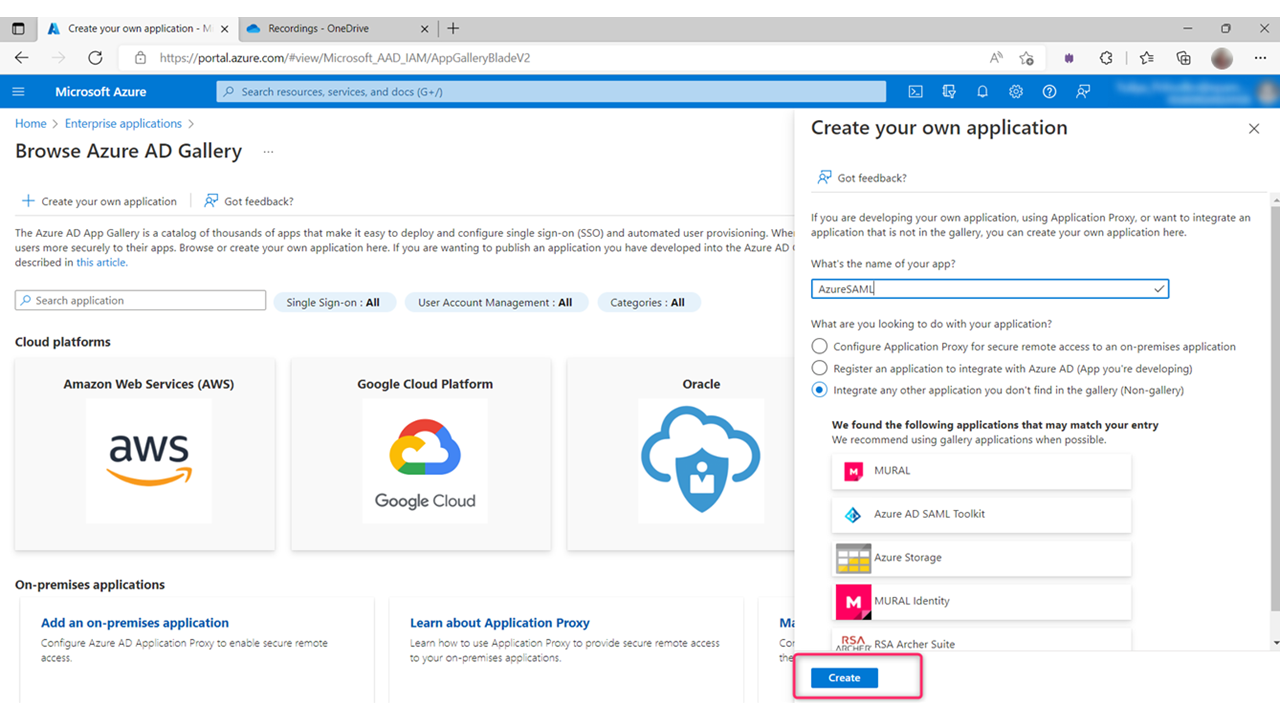 Create your own application - Mi
Recordings - OneDrive
https://portal.azure.com/#view/Microsoft_AAD_IAM/AppGalleryBladeV2
Microsoft Azure
Search resources, services, and docs (G+/)
Home > Enterprise applications >
Browse Azure AD Gallery ...
Create your own application
Got feedback?
The Azure AD App Gallery is a catalog of thousands of apps that make it easy to deploy and configure single sign-on (SSO) and automated user provisioning. Whe
users more securely to their apps. Browse or create your own application here. If you are wanting to publish an application you have developed into the Azure AD
described in this article.
Search application
Single Sign-on : All
User Account Management : All
Categories : All
Cloud platforms
Amazon Web Services (AWS)
Google Cloud Platform
Oracle
aws
Google Cloud
On-premises applications
Add an on-premises application
Configure Azure AD Application Proxy to enable secure remote
access.
Learn about Application Proxy
Learn how to use Application Proxy to provide secure remote access
to your on-premises applications.
Ma
Con
the
Create your own application
Got feedback?
If you are developing your own application, using Application Proxy, or want to integrate an
application that is not in the gallery, you can create your own application here.
What's the name of your app?
AzureSAML
What are you looking to do with your application?
Configure Application Proxy for secure remote access to an on-premises application
Register an application to integrate with Azure AD (App you're developing)
Integrate any other application you don't find in the gallery (Non-gallery)
We found the following applications that may match your entry
We recommend using gallery applications when possible.
MURAL
Azure AD SAML Toolkit
Azure Storage
MURAL Identity
RSA
ARCHER
RSA Archer Suite
Create